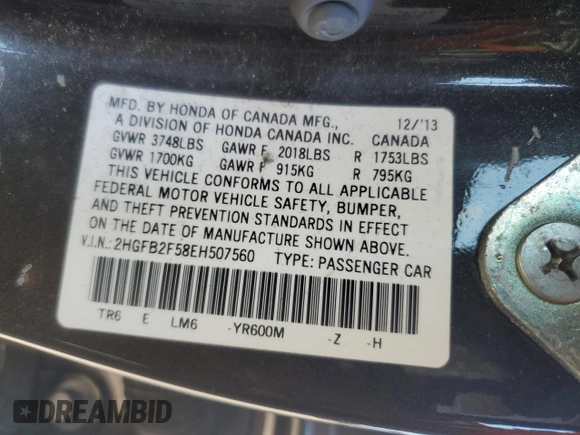 MFD. BY HONDA OF CANADA MFG., 12/'13
A DIVISION OF HONDA CANADA INC. CANADA
GVWR 3748LBS GAWR F 2018LBS R 1753LBS
GVWR 1700KG GAWR F 915KG R 795KG
THIS VEHICLE CONFORMS TO ALL APPLICABLE
FEDERAL MOTOR VEHICLE SAFETY, BUMPER,
AND THEFT PREVENTION STANDARDS IN EFFECT
ON THE DATE OF MANUFACTURE SHOWN ABOVE.
V.I.N.: 2HGFB2F58EH507560 TYPE: PASSENGER CAR
TR6 E LM6 -YR600M -Z -H
DREAMBID